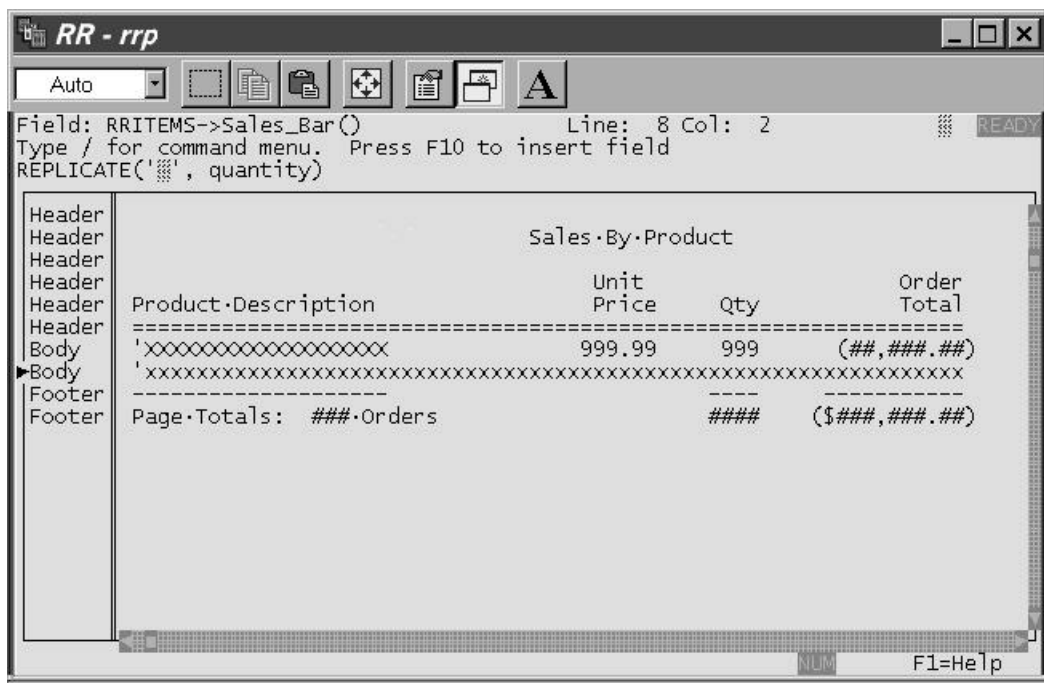 RR - rrp
Auto
A
Field: RRITEMS->Sales_Bar() Line: 8 Col: 2 ▒ READY
Type / for command menu. Press F10 to insert field
REPLICATE('▒', quantity)
Header
Header Sales·By·Product
Header
Header Unit Order
Header Product·Description Price Qty Total
Header ================================================================
Body 'XXXXXXXXXXXXXXXXXXX 999.99 999 (##,###.##)
Body 'xxxxxxxxxxxxxxxxxxxxxxxxxxxxxxxxxxxxxxxxxxxxxxxxxxxxxxxxxxxxxxx
Footer -------------------- ---- -----------
Footer Page·Totals: ###·Orders #### ($###,###.##)
NUM F1=Help